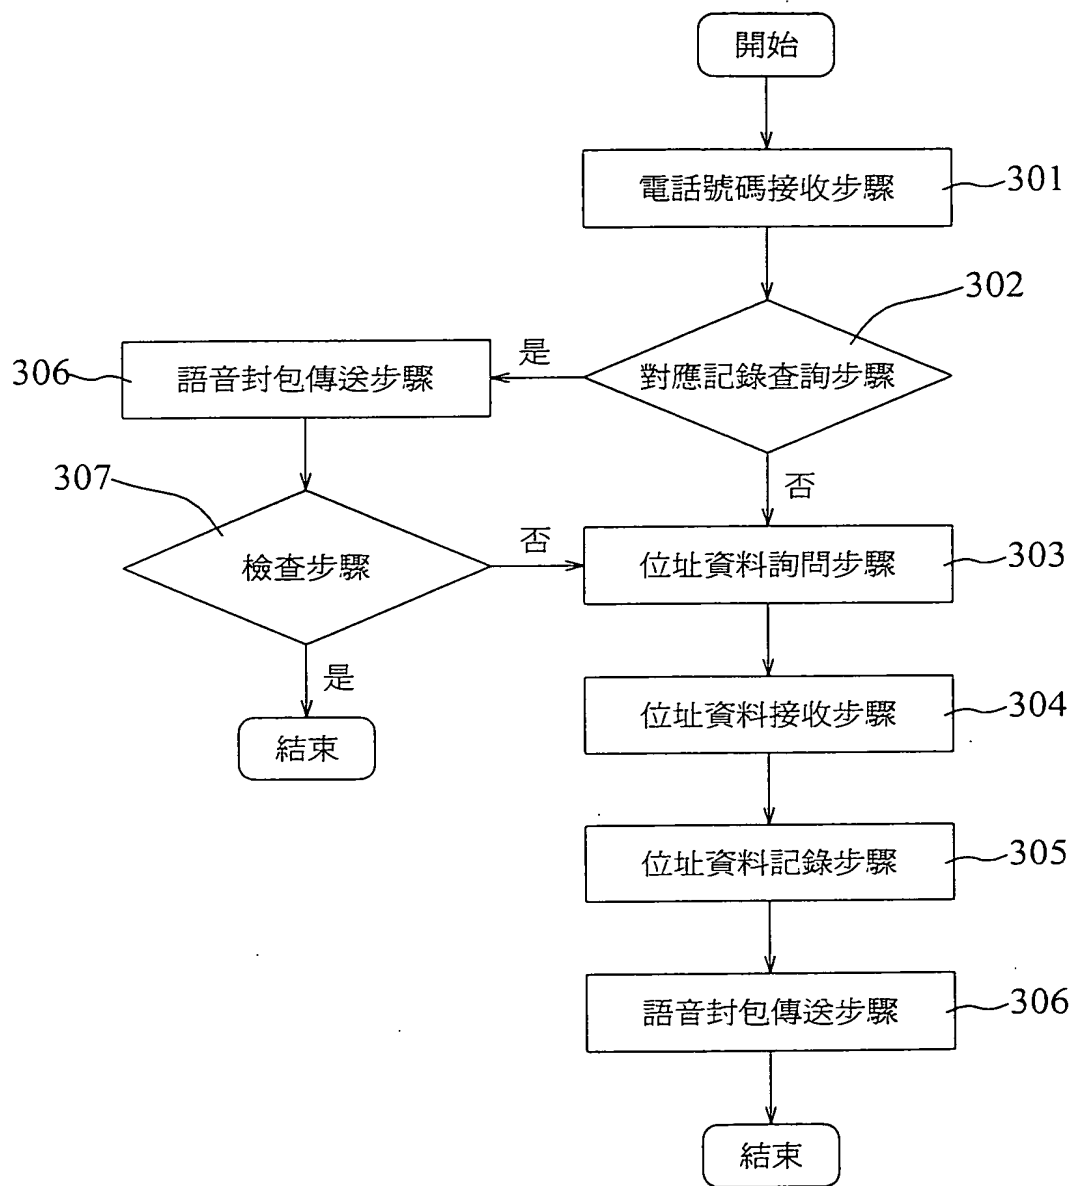 開始
電話號碼接收步驟
301
302
對應記錄查詢步驟
是
306
語音封包傳送步驟
否
307
檢查步驟
否
位址資料詢問步驟
303
是
結束
位址資料接收步驟
304
位址資料記錄步驟
305
語音封包傳送步驟
306
結束